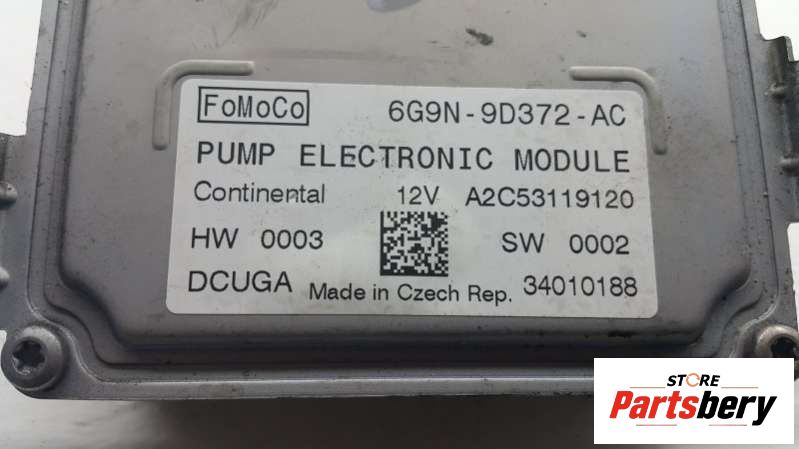 FoMoCo 6G9N-9D372-AC
PUMP ELECTRONIC MODULE
Continental 12V A2C53119120
HW 0003 SW 0002
DCUGA Made in Czech Rep. 34010188
STORE
Partsbery